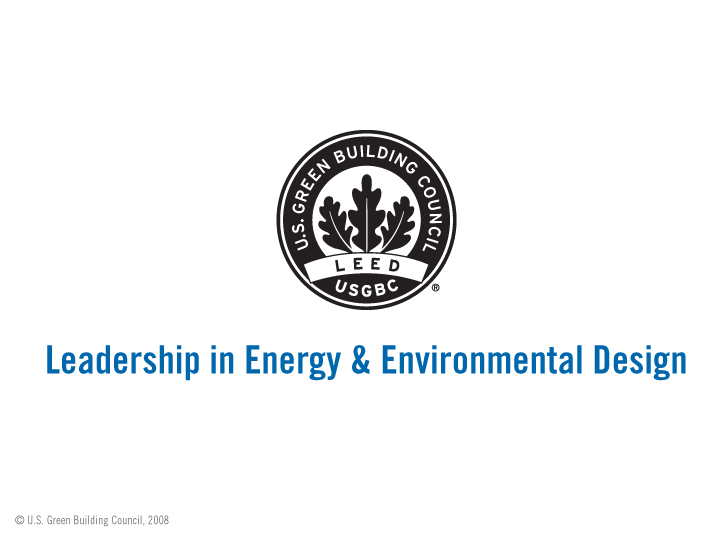 U.S. GREEN BUILDING COUNCIL
LEED
USGBC
®
Leadership in Energy & Environmental Design
© U.S. Green Building Council, 2008